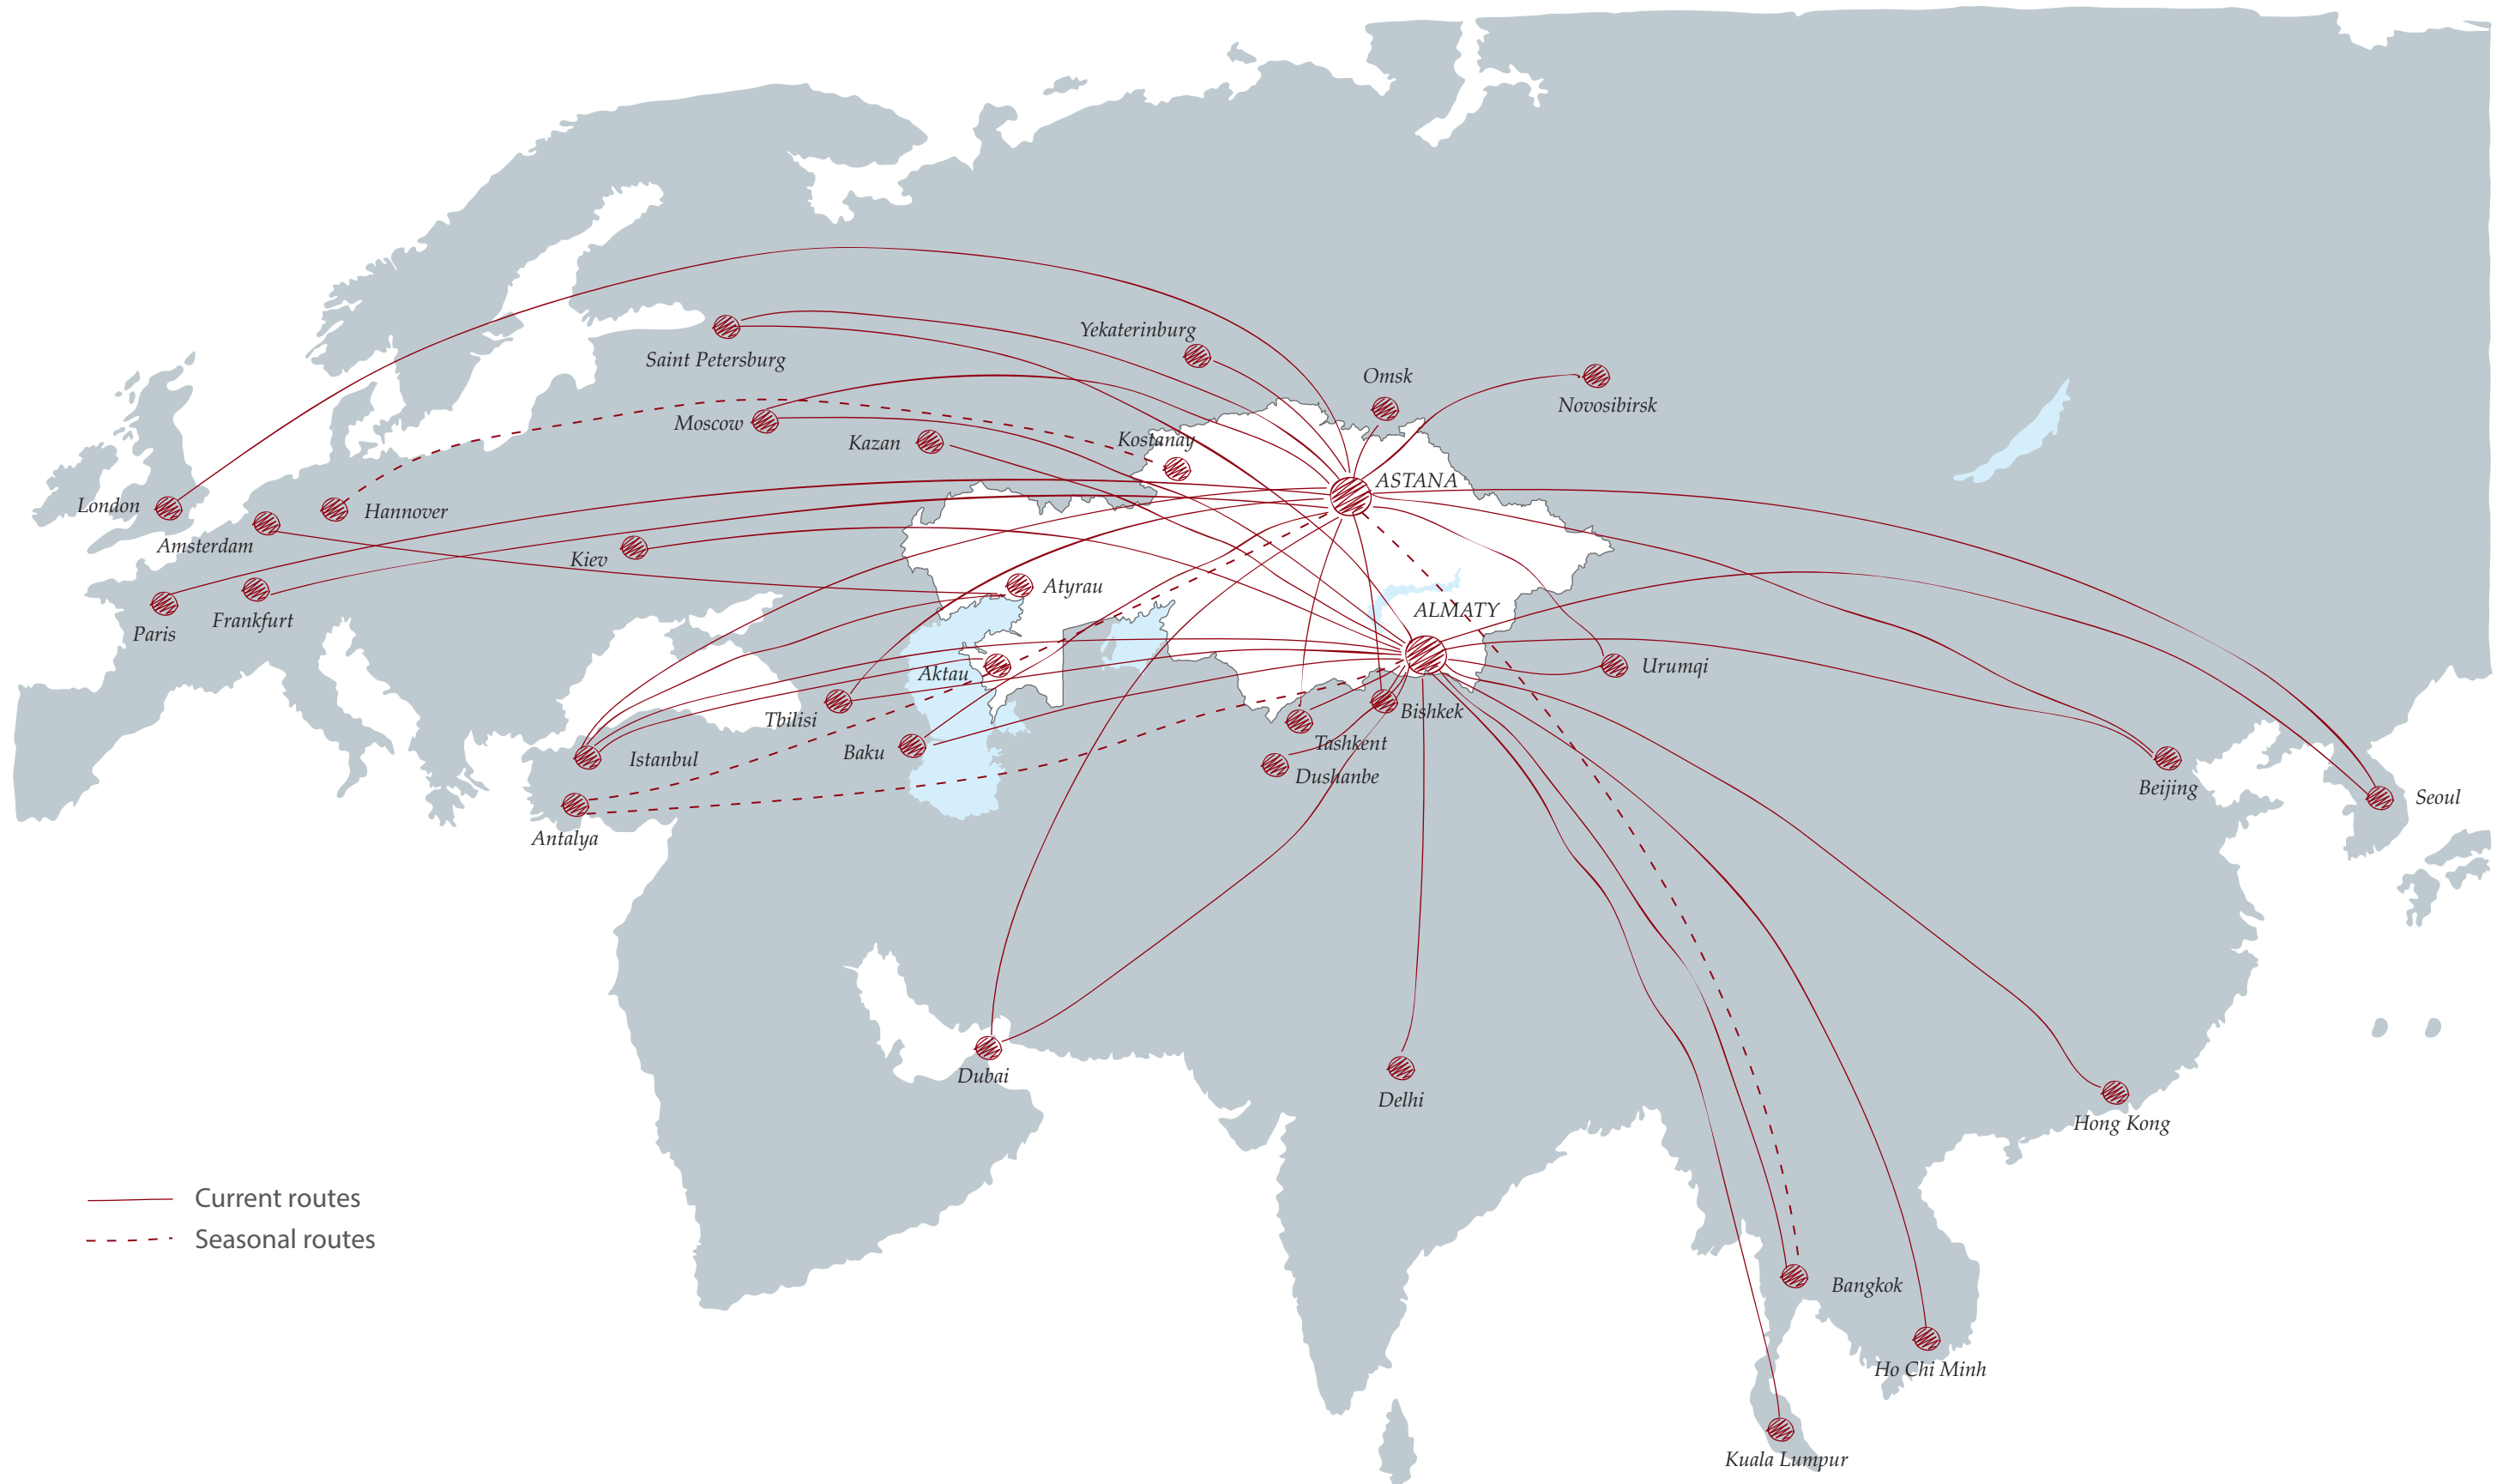 Yekaterinburg
Saint Petersburg
Omsk
Novosibirsk
Moscow
Kazan
Kostanay
ASTANA
London
Hannover
Amsterdam
Kiev
Atyrau
ALMATY
Paris
Frankfurt
Aktau
Urumqi
Tbilisi
Bishkek
Istanbul
Baku
Tashkent
Dushanbe
Beijing
Seoul
Antalya
Dubai
Delhi
Hong Kong
Current routes
Seasonal routes
Bangkok
Ho Chi Minh
Kuala Lumpur